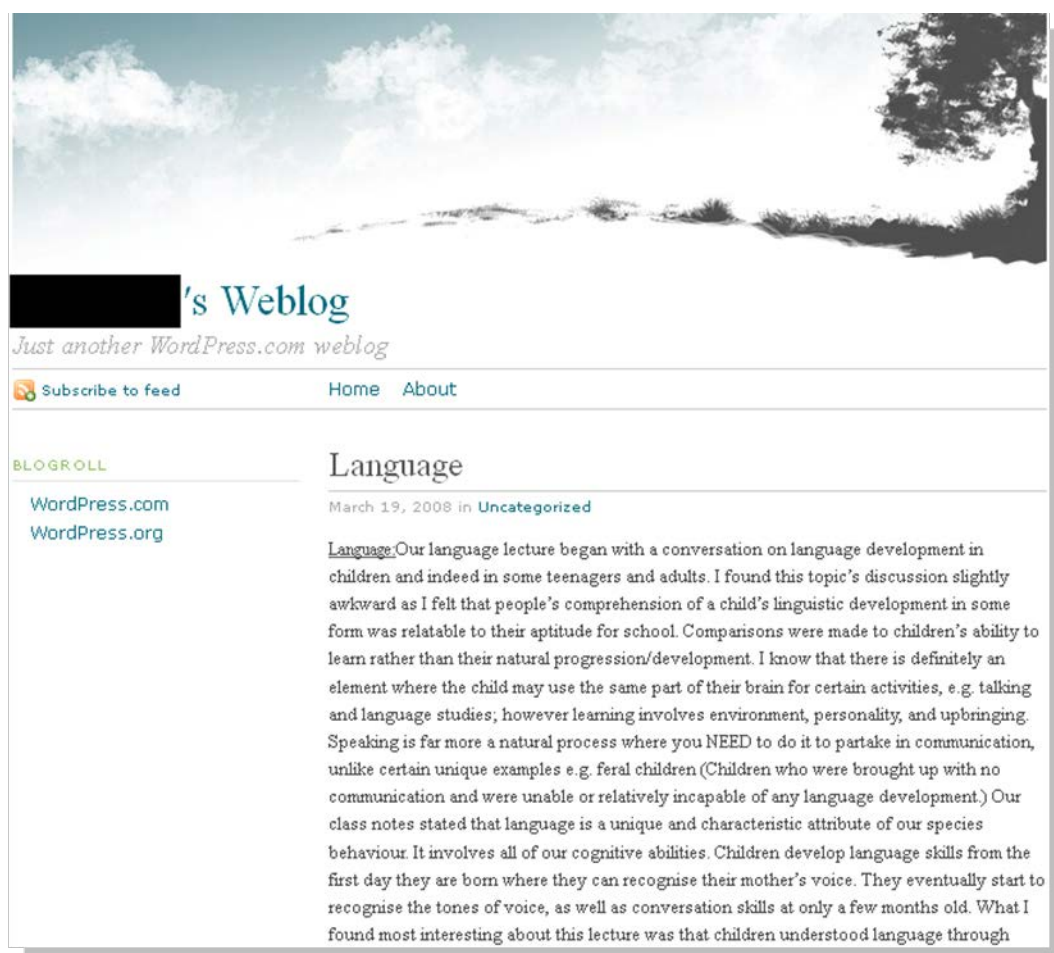 's Weblog
Just another WordPress.com weblog
Subscribe to feed
Home About
BLOGROLL
WordPress.com
WordPress.org
Language
March 19, 2008 in Uncategorized
Language:Our language lecture began with a conversation on language development in
children and indeed in some teenagers and adults. I found this topic’s discussion slightly
awkward as I felt that people’s comprehension of a child’s linguistic development in some
form was relatable to their aptitude for school. Comparisons were made to children’s ability to
learn rather than their natural progression/development. I know that there is definitely an
element where the child may use the same part of their brain for certain activities, e.g. talking
and language studies; however learning involves environment, personality, and upbringing.
Speaking is far more a natural process where you NEED to do it to partake in communication,
unlike certain unique examples e.g. feral children (Children who were brought up with no
communication and were unable or relatively incapable of any language development.) Our
class notes stated that language is a unique and characteristic attribute of our species
behaviour. It involves all of our cognitive abilities. Children develop language skills from the
first day they are born where they can recognise their mother’s voice. They eventually start to
recognise the tones of voice, as well as conversation skills at only a few months old. What I
found most interesting about this lecture was that children understood language through